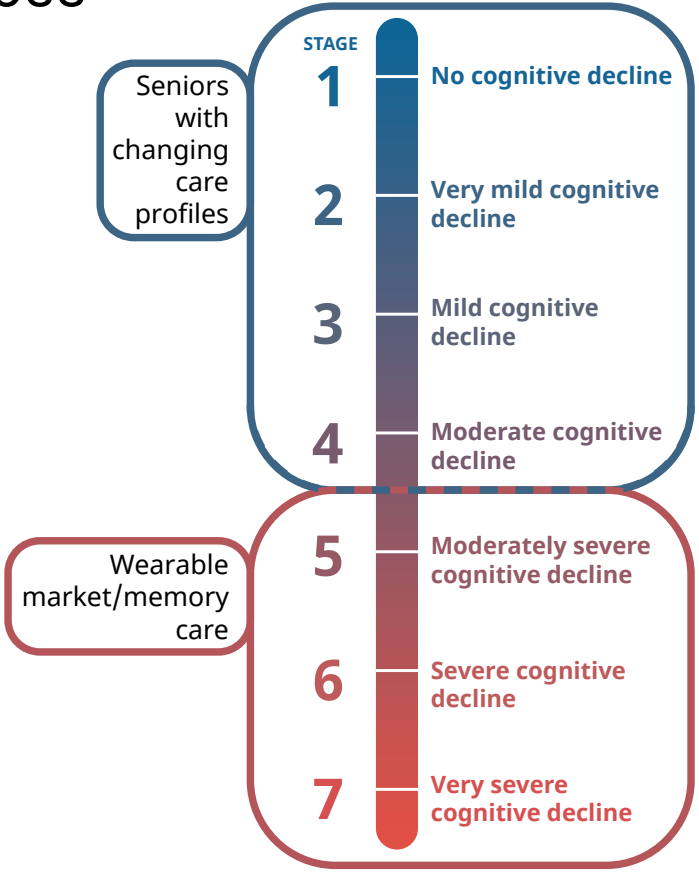 STAGE
1
No cognitive decline
Seniors
with
changing
care
profiles
2
Very mild cognitive
decline
3
Mild cognitive
decline
4
Moderate cognitive
decline
Wearable
market/memory
care
5
Moderately severe
cognitive decline
6
Severe cognitive
decline
7
Very severe
cognitive decline